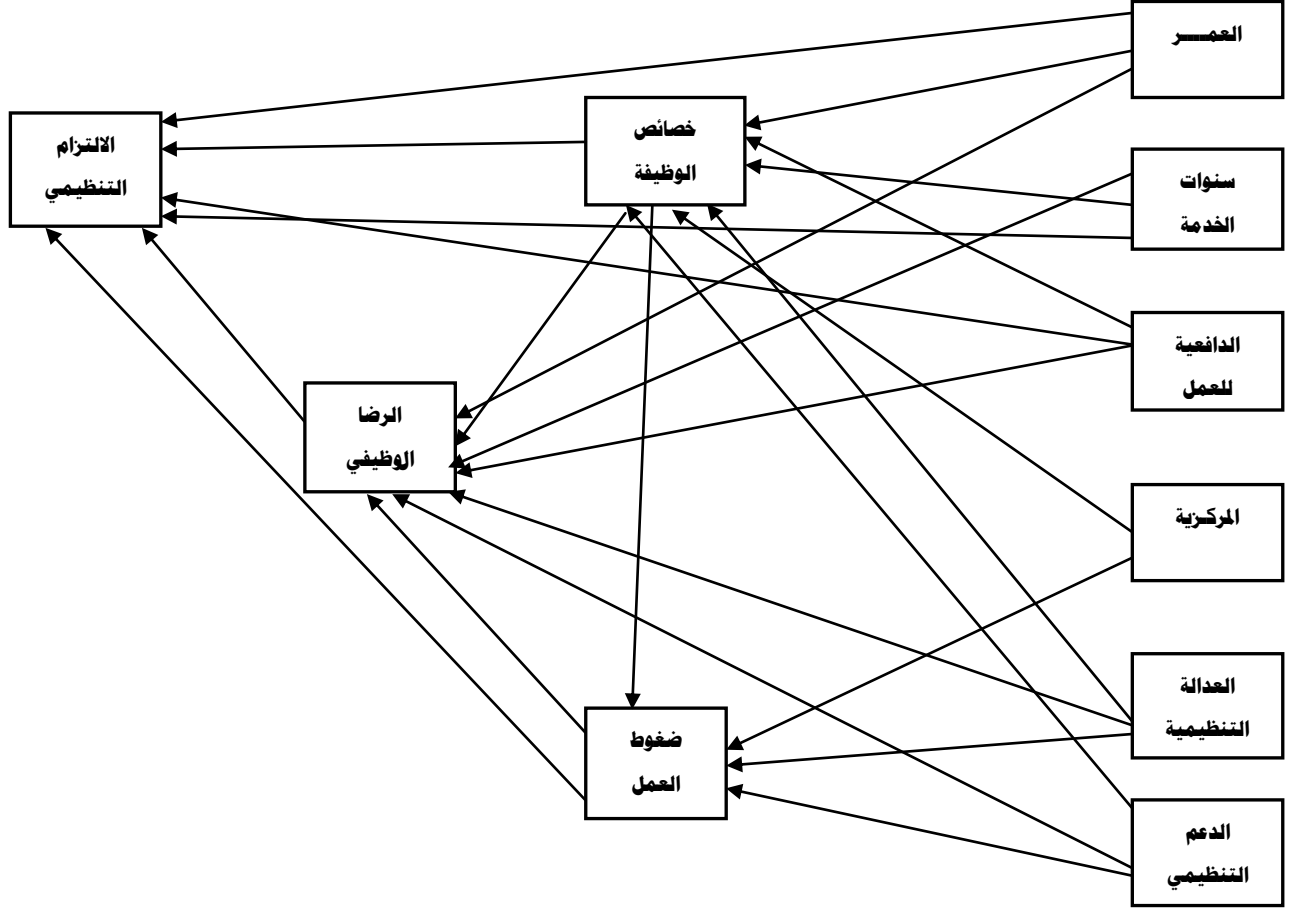 العمـــر
سنوات
الخدمة
الدافعية
للعمل
المركزية
العدالة
التنظيمية
الدعم
التنظيمي
خصائص
الوظيفة
ضغوط
العمل
الرضا
الوظيفي
الالتزام
التنظيمي